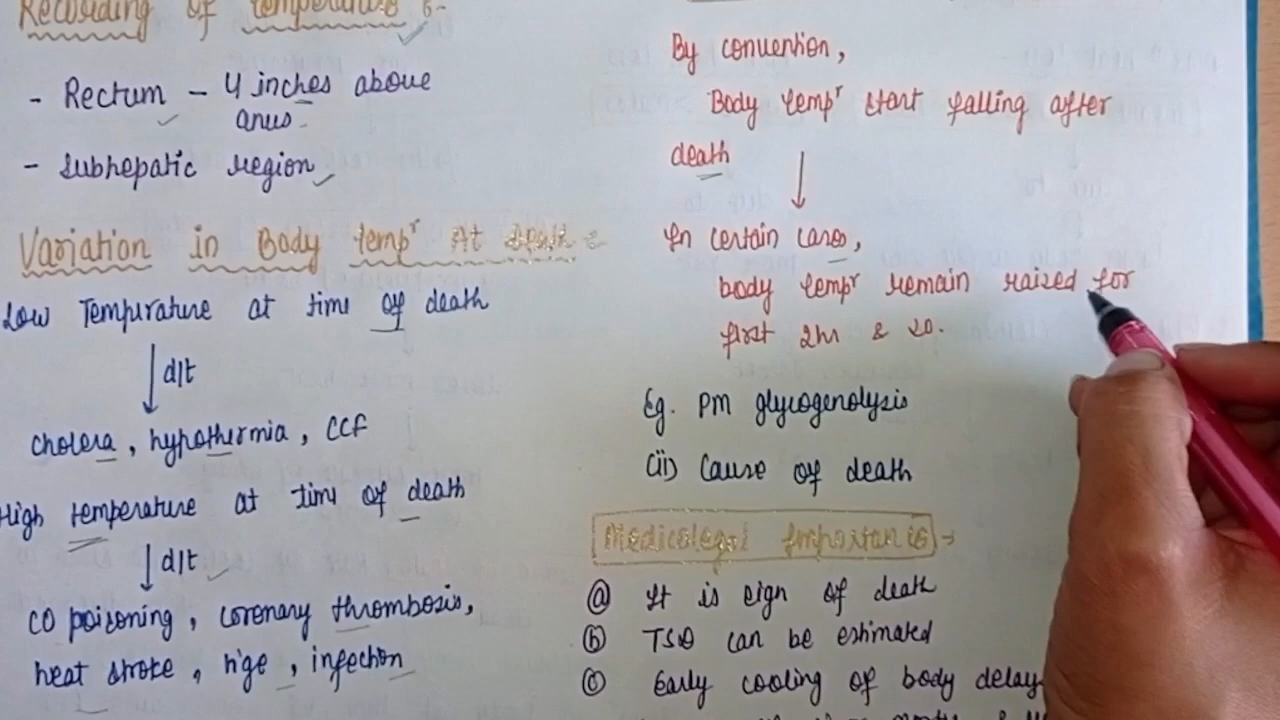 Recording of temperature :-
- Rectum - 4 inches above
anus
- Subhepatic region
Variation in Body tempr At death :-
Low Temperature at time of death
d/t
cholera, hypothermia, CCF
High temperature at time of death
d/t
CO poisoning, coronary thrombosis,
heat stroke, infection
By convention,
Body tempr start falling after
death
In certain cases,
body tempr remain raised for
first 2hr & so.
Eg. PM glycogenolysis
(ii) Cause of death
Medicolegal Importance :-
(a) It is sign of death
(b) TSD can be estimated
(c) Early cooling of body delay